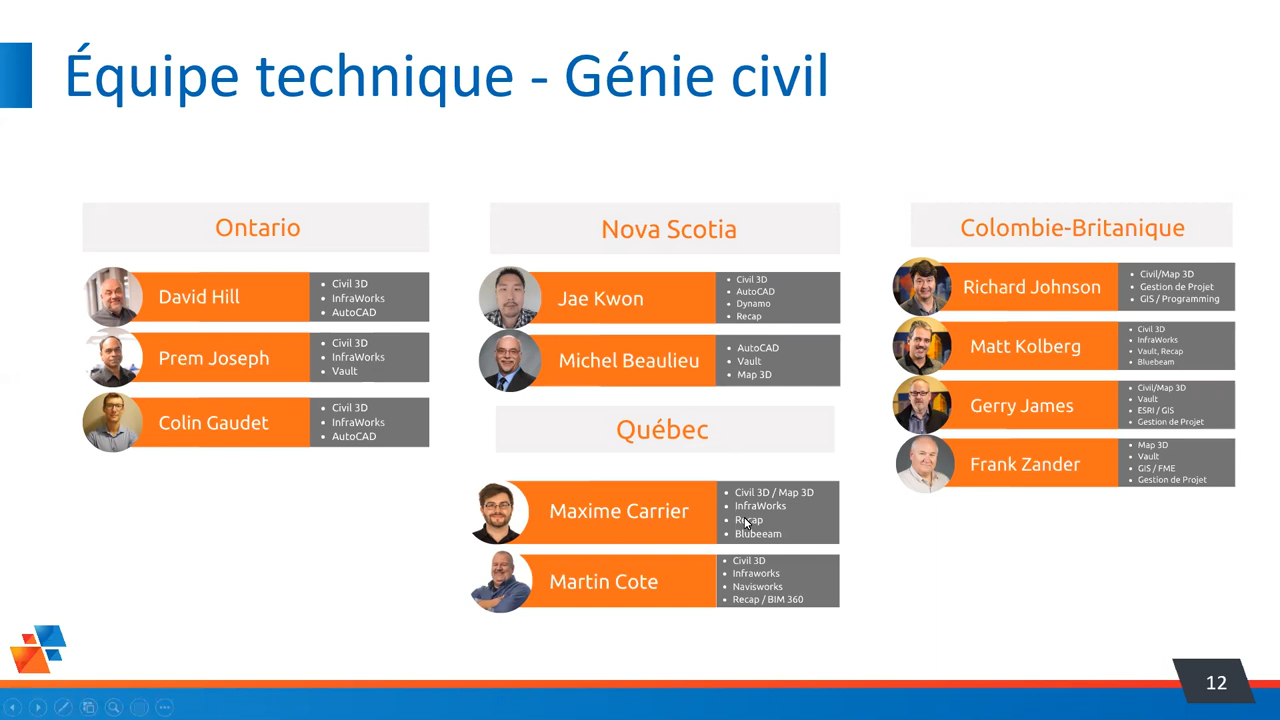 Équipe technique - Génie civil
Ontario
David Hill
• Civil 3D
• InfraWorks
• AutoCAD
Prem Joseph
• Civil 3D
• InfraWorks
• Vault
Colin Gaudet
• Civil 3D
• InfraWorks
• AutoCAD
Nova Scotia
Jae Kwon
• Civil 3D
• AutoCAD
• Dynamo
• Recap
Michel Beaulieu
• AutoCAD
• Vault
• Map 3D
Québec
Maxime Carrier
• Civil 3D / Map 3D
• InfraWorks
• Recap
• Blubeeam
Martin Cote
• Civil 3D
• Infraworks
• Navisworks
• Recap / BIM 360
Colombie-Britanique
Richard Johnson
• Civil/Map 3D
• Gestion de Projet
• GIS / Programming
Matt Kolberg
• Civil 3D
• InfraWorks
• Vault, Recap
• Bluebeam
Gerry James
• Civil/Map 3D
• Vault
• ESRI / GIS
• Gestion de Projet
Frank Zander
• Map 3D
• Vault
• GIS / FME
• Gestion de Projet
12